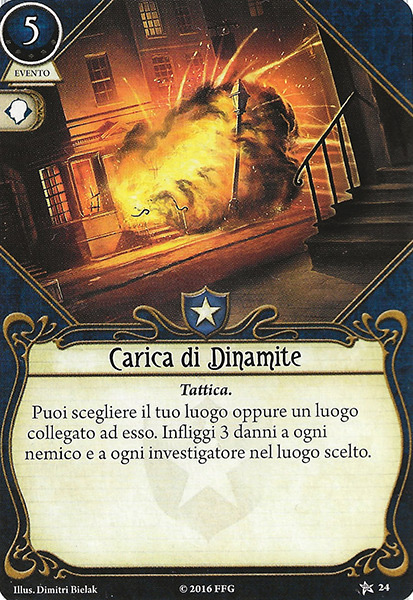 5
EVENTO
Carica di Dinamite
Tattica.
Puoi scegliere il tuo luogo oppure un luogo
collegato ad esso. Infliggi 3 danni a ogni
nemico e a ogni investigatore nel luogo scelto.
Illus. Dimitri Bielak © 2016 FFG 24